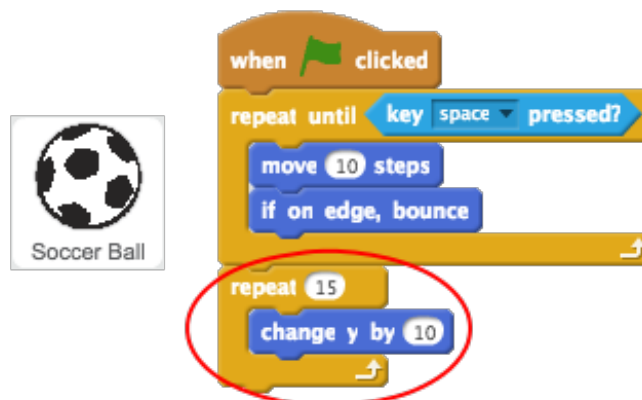 when clicked
repeat until key space pressed?
move 10 steps
if on edge, bounce
Soccer Ball
repeat 15
change y by 10